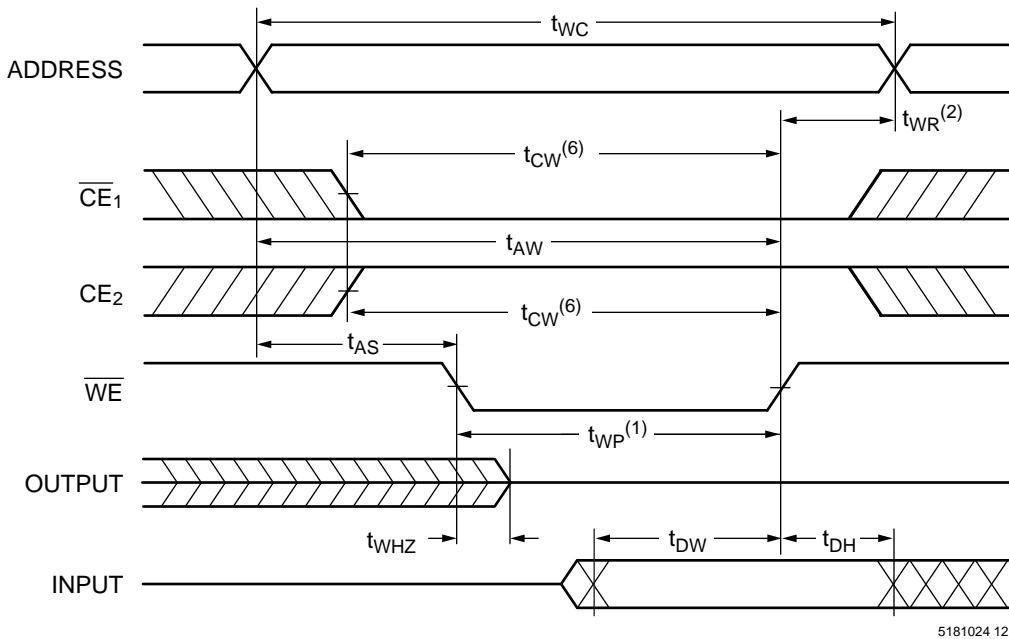 tWC
ADDRESS
tWR(2)
tCW(6)
CE1
tAW
CE2
tCW(6)
tAS
WE
tWP(1)
OUTPUT
tWHZ
tDW
tDH
INPUT
5181024 12